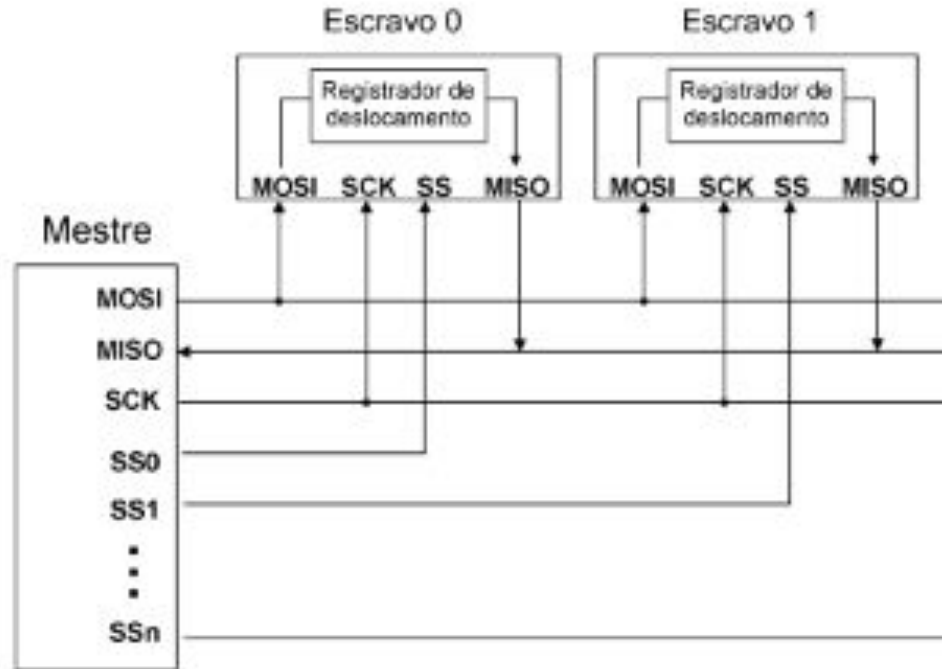 Escravo 0
Escravo 1
Registrador de
deslocamento
Registrador de
deslocamento
MOSI SCK SS MISO
MOSI SCK SS MISO
Mestre
MOSI
MISO
SCK
SS0
SS1
SSn